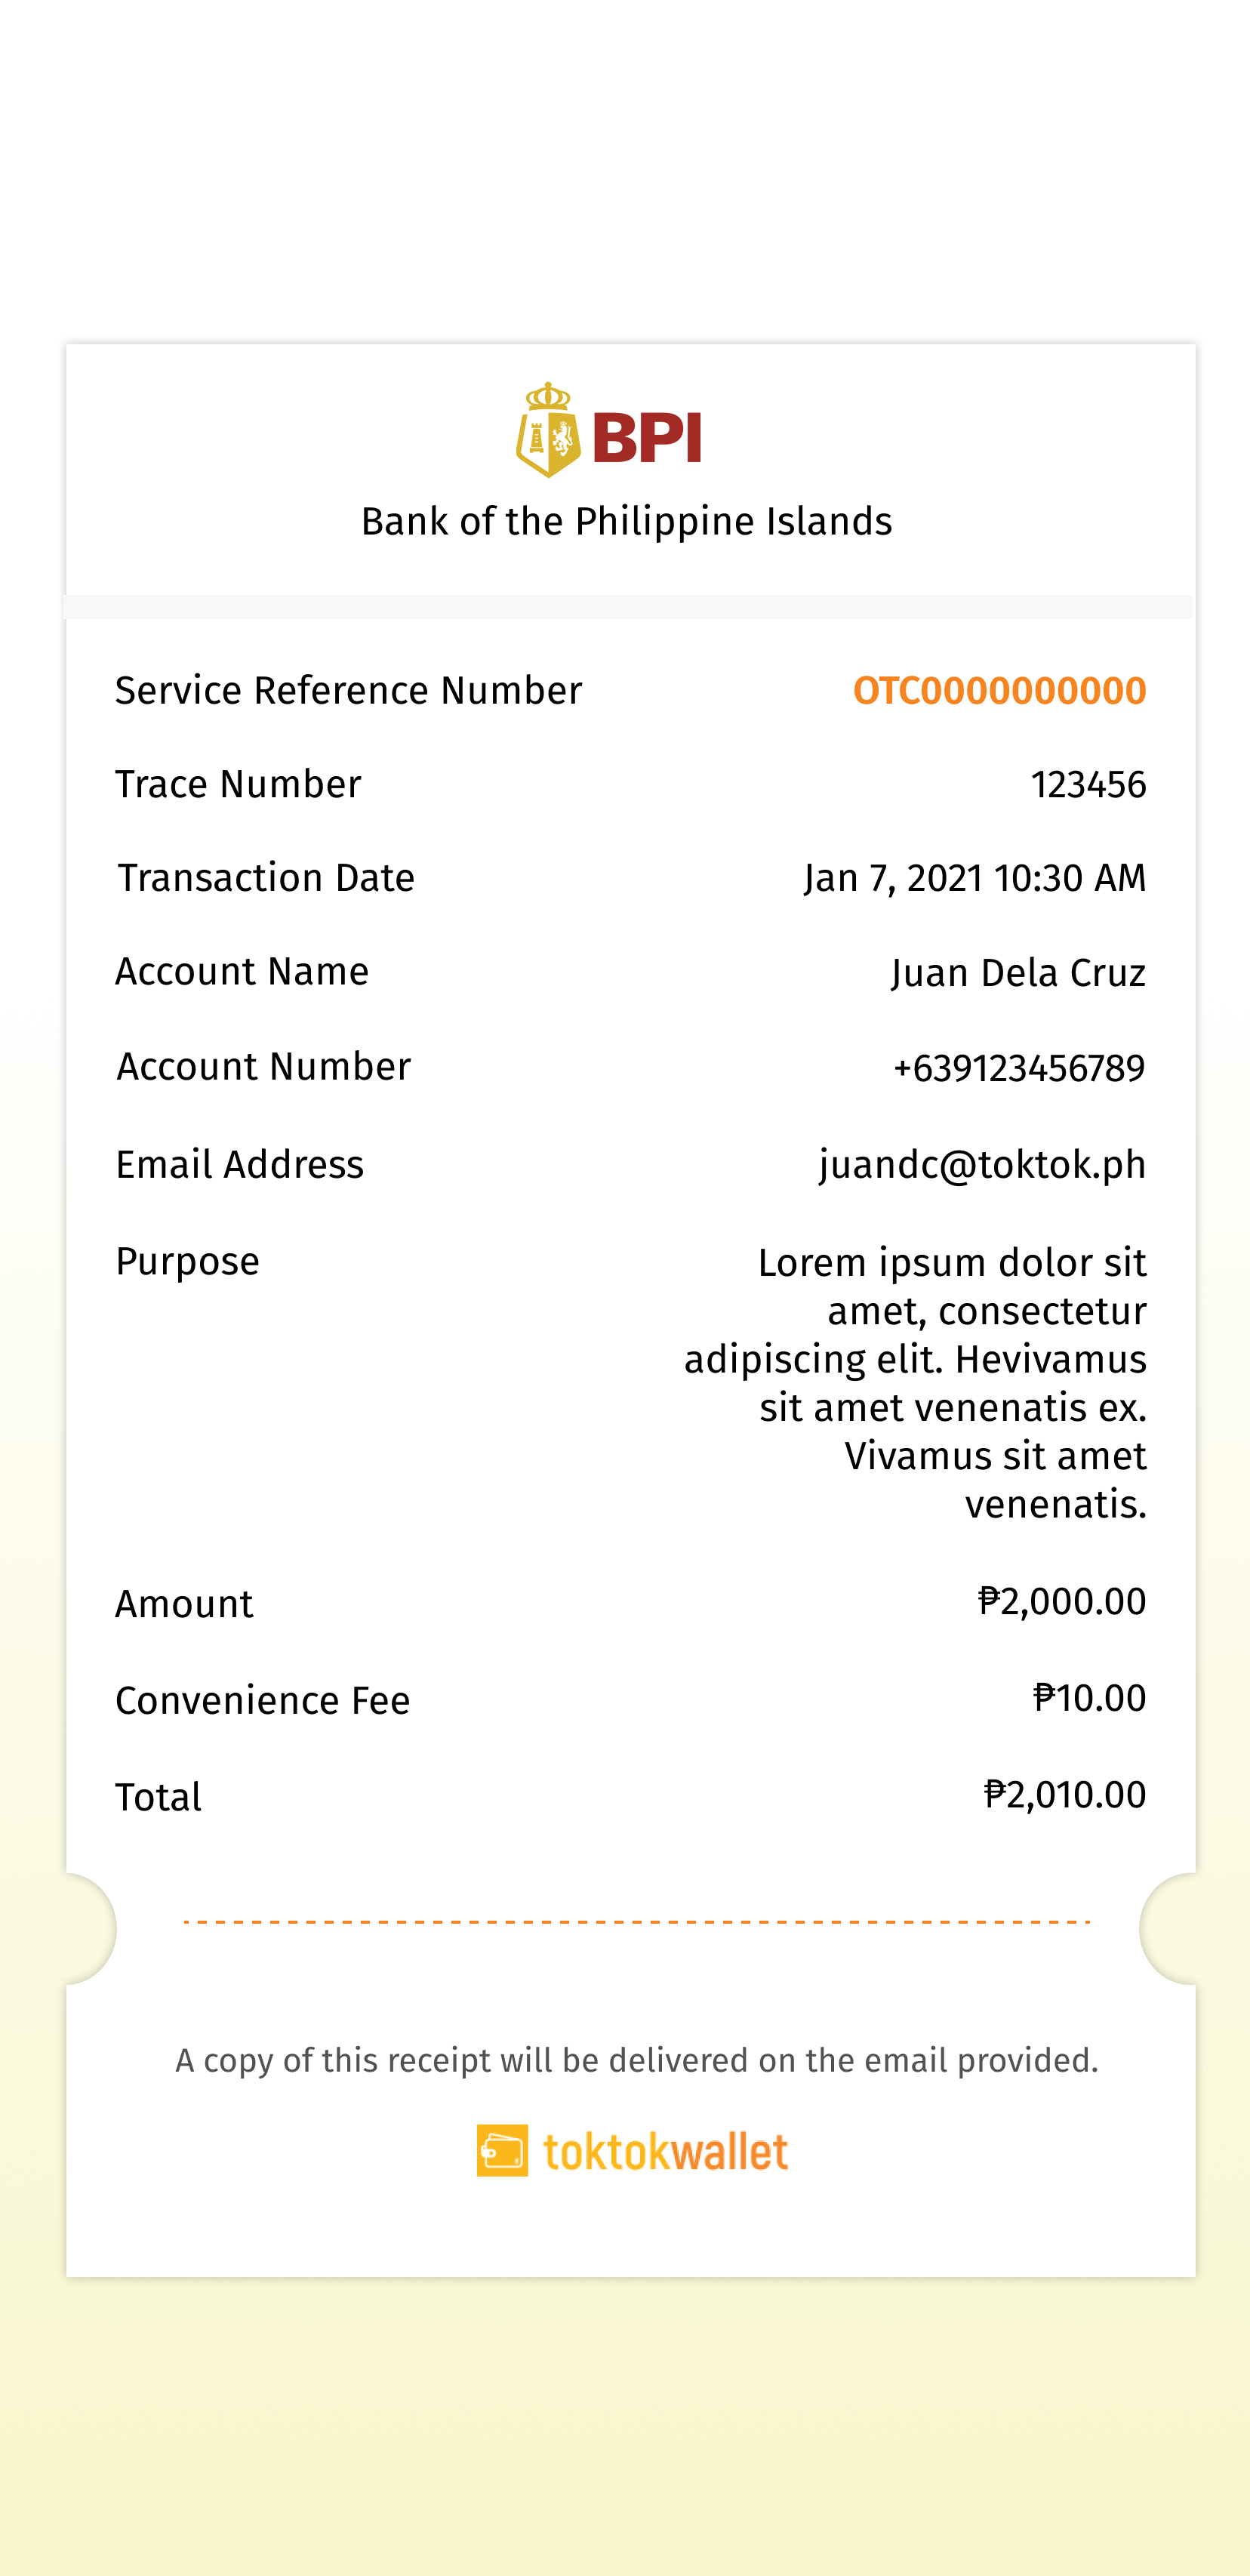 BPI
Bank of the Philippine Islands
Service Reference Number OTC0000000000
Trace Number 123456
Transaction Date Jan 7, 2021 10:30 AM
Account Name Juan Dela Cruz
Account Number +639123456789
Email Address juandc@toktok.ph
Purpose Lorem ipsum dolor sit
amet, consectetur
adipiscing elit. Hevivamus
sit amet venenatis ex.
Vivamus sit amet
venenatis.
Amount ₱2,000.00
Convenience Fee ₱10.00
Total ₱2,010.00
A copy of this receipt will be delivered on the email provided.
toktokwallet